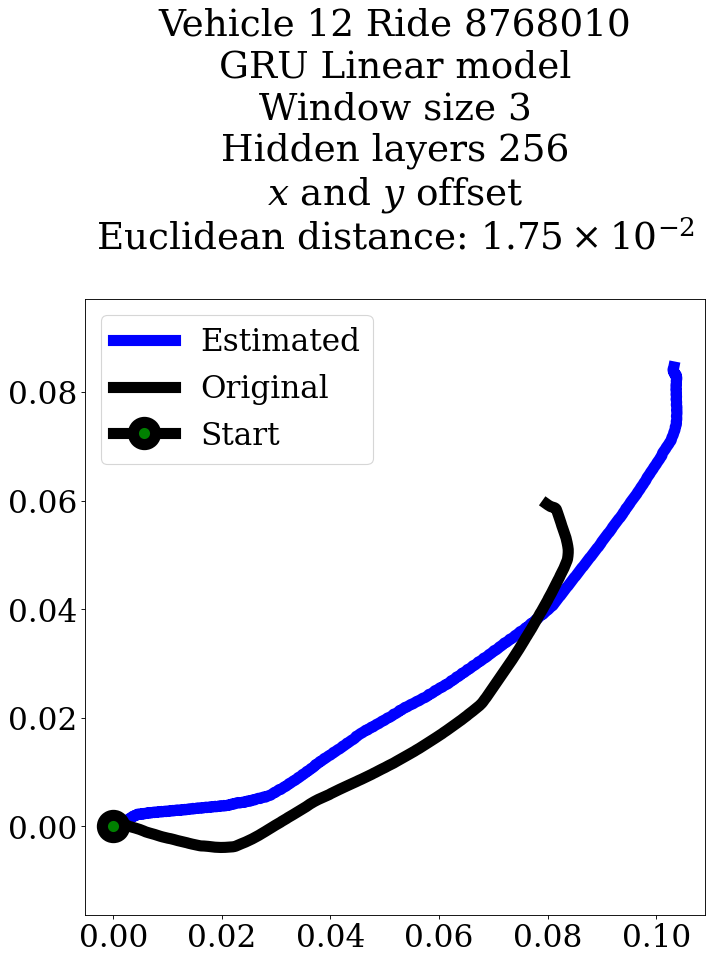 Vehicle 12 Ride 8768010
GRU Linear model
Window size 3
Hidden layers 256
x and y offset
Euclidean distance: 1.75 × 10⁻²
Estimated
Original
Start
0.08
0.06
0.04
0.02
0.00
0.00 0.02 0.04 0.06 0.08 0.10